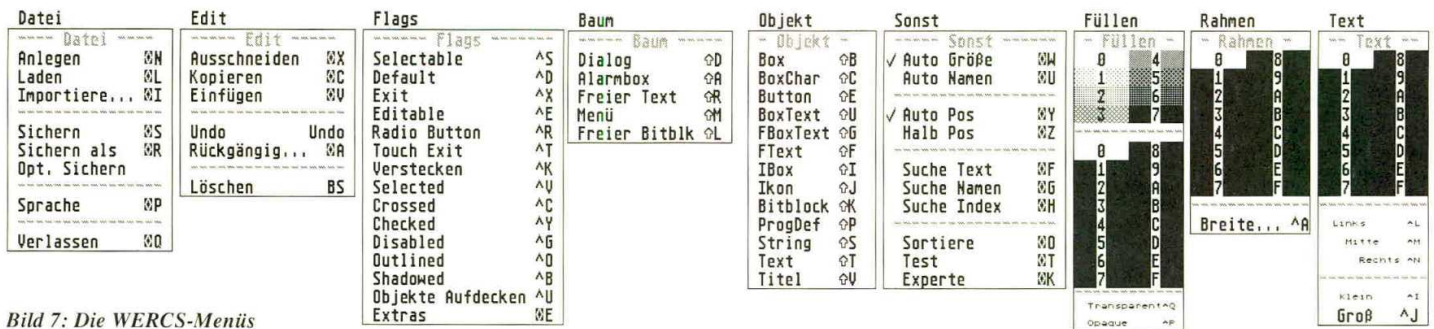 Datei
Datei
Anlegen ⌧N
Laden ⌧L
Importiere... ⌧I
Sichern ⌧S
Sichern als ⌧R
Opt. Sichern
Sprache ⌧P
Verlassen ⌧Q
Edit
Edit
Ausschneiden ⌧X
Kopieren ⌧C
Einfügen ⌧V
Undo Undo
Rückgängig... ⌧A
Löschen BS
Flags
Flags
Selectable ^S
Default ^D
Exit ^X
Editable ^E
Radio Button ^R
Touch Exit ^T
Verstecken ^K
Selected ^V
Crossed ^C
Checked ^Y
Disabled ^G
Outlined ^O
Shadowed ^B
Objekte Aufdecken ^U
Extras ⌧E
Baum
Baum
Dialog ⇧D
Alarmbox ⇧A
Freier Text ⇧R
Menü ⇧M
Freier Bitblk ⇧L
Objekt
Objekt
Box ⇧B
BoxChar ⇧C
Button ⇧E
BoxText ⇧U
FBoxText ⇧G
FText ⇧F
IBox ⇧I
Ikon ⇧J
Bitblock ⇧K
ProgDef ⇧P
String ⇧S
Text ⇧T
Titel ⇧V
Sonst
Sonst
✓ Auto Größe ⌧W
Auto Namen ⌧U
✓ Auto Pos ⌧Y
Halb Pos ⌧Z
Suche Text ⌧F
Suche Namen ⌧G
Suche Index ⌧H
Sortiere ⌧O
Test ⌧T
Experte ⌧K
Füllen
Füllen
0 4
1 5
2 6
3 7
0 8
1 9
2 A
3 B
4 C
5 D
6 E
7 F
Transparent ^Q
Opaque ^P
Rahmen
Rahmen
0 8
1 9
2 A
3 B
4 C
5 D
6 E
7 F
Breite... ^A
Text
Text
0 8
1 9
2 A
3 B
4 C
5 D
6 E
7 F
Links ^L
Mitte ^M
Rechts ^N
Klein ^I
Groß ^J
Bild 7: Die WERCS-Menüs